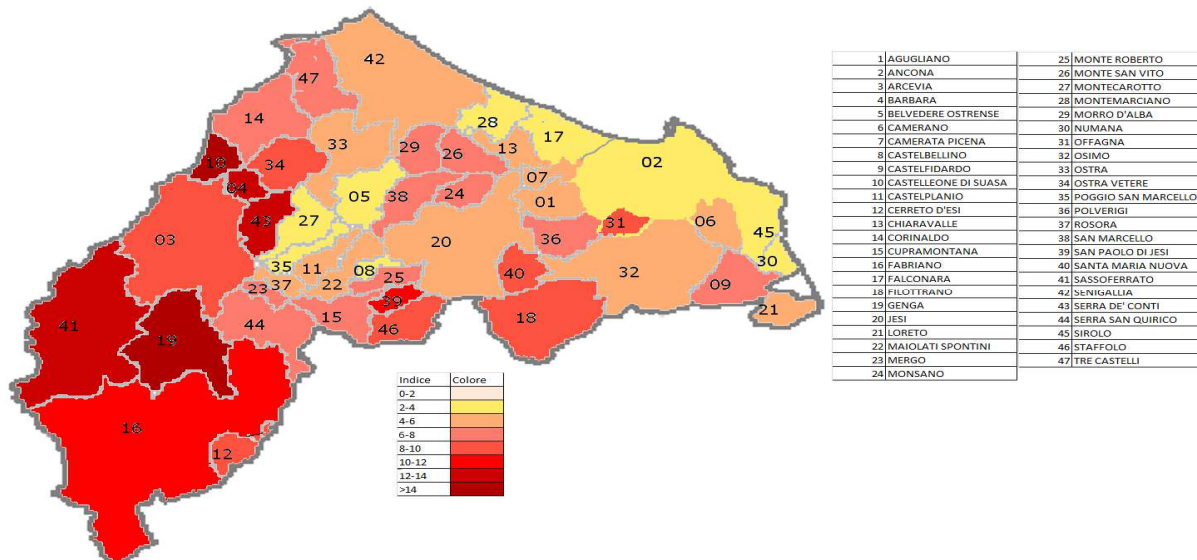 42
47
28
14
17
33
13
29
26
02
34
07
04
05
38
24
01
43
27
31
06
36
45
03
20
35
11
08
40
32
30
25
37
22
09
23
39
21
15
18
46
44
41
19
16
12
Indice Colore
0-2
2-4
4-6
6-8
8-10
10-12
12-14
>14
1 AGUGLIANO
2 ANCONA
3 ARCEVIA
4 BARBARA
5 BELVEDERE OSTRENSE
6 CAMERANO
7 CAMERATA PICENA
8 CASTELBELLINO
9 CASTELFIDARDO
10 CASTELLEONE DI SUASA
11 CASTELPLANIO
12 CERRETO D'ESI
13 CHIARAVALLE
14 CORINALDO
15 CUPRAMONTANA
16 FABRIANO
17 FALCONARA
18 FILOTTRANO
19 GENGA
20 JESI
21 LORETO
22 MAIOLATI SPONTINI
23 MERGO
24 MONSANO
25 MONTE ROBERTO
26 MONTE SAN VITO
27 MONTECAROTTO
28 MONTEMARCIANO
29 MORRO D'ALBA
30 NUMANA
31 OFFAGNA
32 OSIMO
33 OSTRA
34 OSTRA VETERE
35 POGGIO SAN MARCELLO
36 POLVERIGI
37 ROSORA
38 SAN MARCELLO
39 SAN PAOLO DI JESI
40 SANTA MARIA NUOVA
41 SASSOFERRATO
42 SENIGALLIA
43 SERRA DE' CONTI
44 SERRA SAN QUIRICO
45 SIROLO
46 STAFFOLO
47 TRE CASTELLI